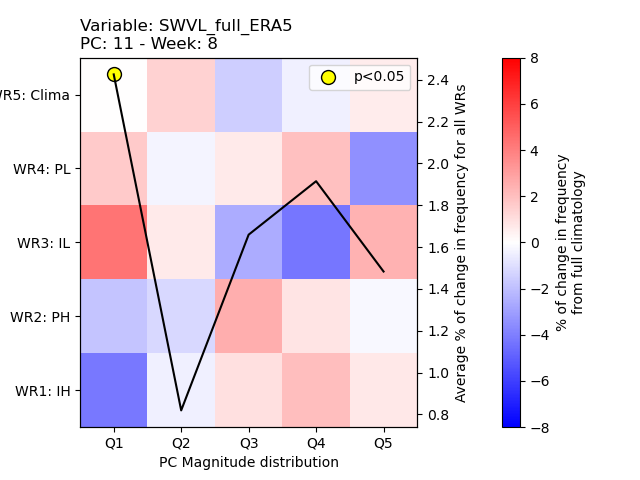 Variable: SWVL_full_ERA5
PC: 11 - Week: 8
p<0.05
WR5: Clima
WR4: PL
WR3: IL
WR2: PH
WR1: IH
Q1 Q2 Q3 Q4 Q5
PC Magnitude distribution
2.4
2.2
2.0
1.8
1.6
1.4
1.2
1.0
0.8
Average % of change in frequency for all WRs
8
6
4
2
0
−2
−4
−6
−8
% of change in frequency
from full climatology